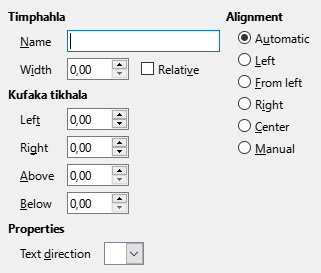 Timphahla
Name
Width 0,00 Relative
Kufaka tikhala
Left 0,00
Right 0,00
Above 0,00
Below 0,00
Properties
Text direction
Alignment
Automatic
Left
From left
Right
Center
Manual